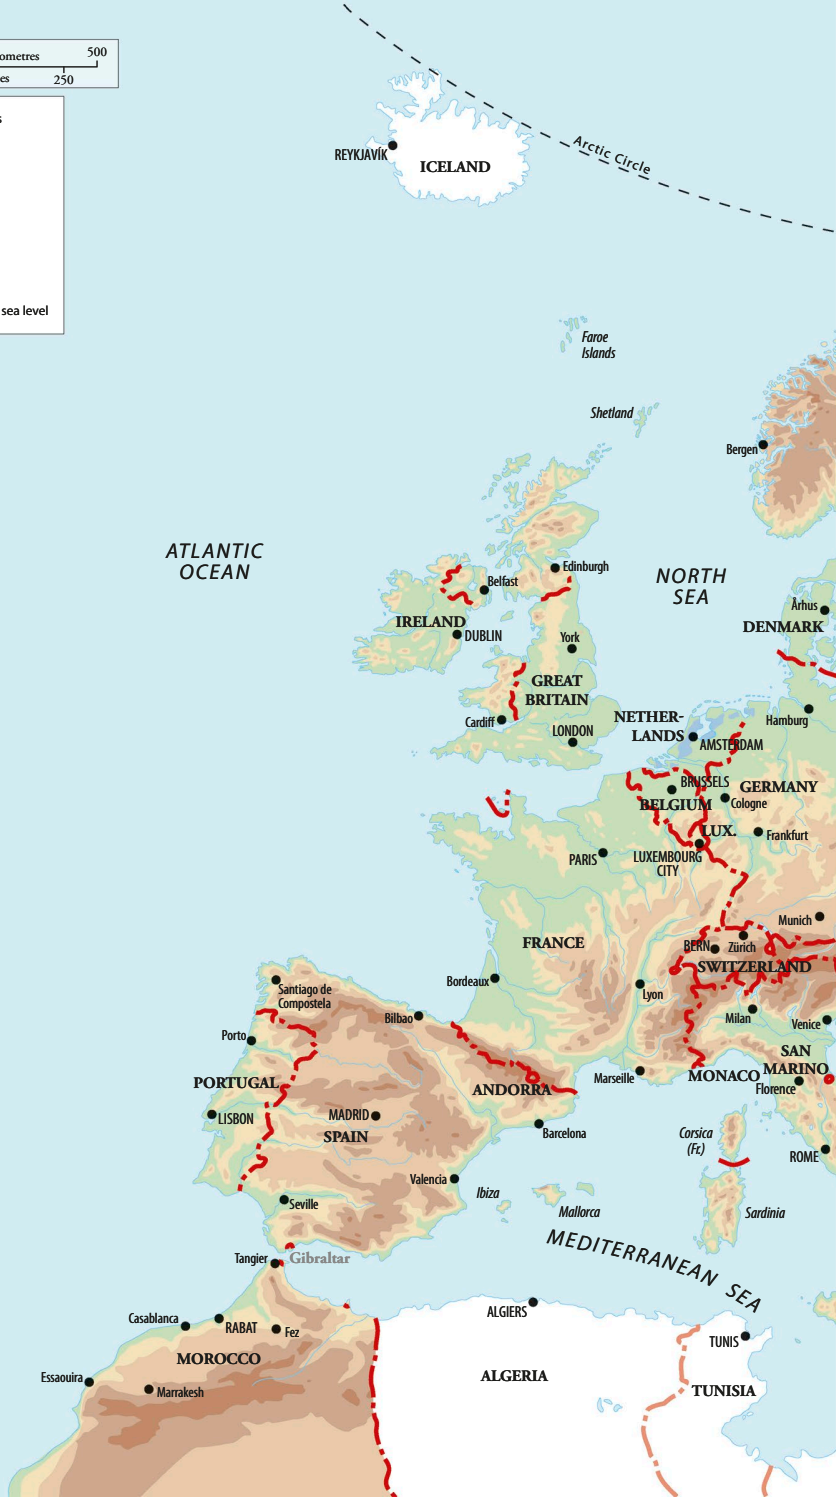 ometres
500
es
250
s
sea level
Arctic Circle
REYKJAVÍK
ICELAND
Faroe
Islands
Shetland
Bergen
ATLANTIC
OCEAN
NORTH
SEA
Edinburgh
Belfast
IRELAND
DUBLIN
York
Århus
DENMARK
GREAT
BRITAIN
Cardiff
LONDON
NETHER-
LANDS
AMSTERDAM
Hamburg
BRUSSELS
BELGIUM
GERMANY
Cologne
LUX.
Frankfurt
PARIS
LUXEMBOURG
CITY
Munich
FRANCE
BERN
Zürich
SWITZERLAND
Bordeaux
Lyon
Milan
Venice
Santiago de
Compostela
Bilbao
Porto
SAN
MARINO
MONACO
Marseille
Florence
PORTUGAL
ANDORRA
LISBON
MADRID
SPAIN
Barcelona
Corsica
(Fr.)
ROME
Valencia
Ibiza
Mallorca
Sardinia
Seville
MEDITERRANEAN SEA
Tangier
Gibraltar
Casablanca
RABAT
Fez
ALGIERS
TUNIS
MOROCCO
ALGERIA
TUNISIA
Essaouira
Marrakesh